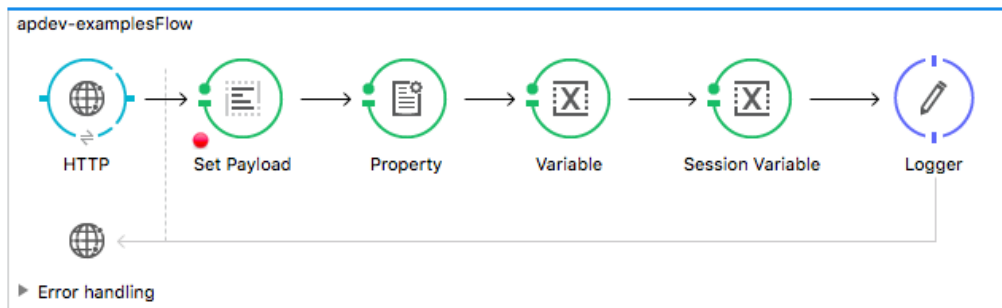 apdev-examplesFlow
HTTP
Set Payload
Property
Variable
Session Variable
Logger
Error handling